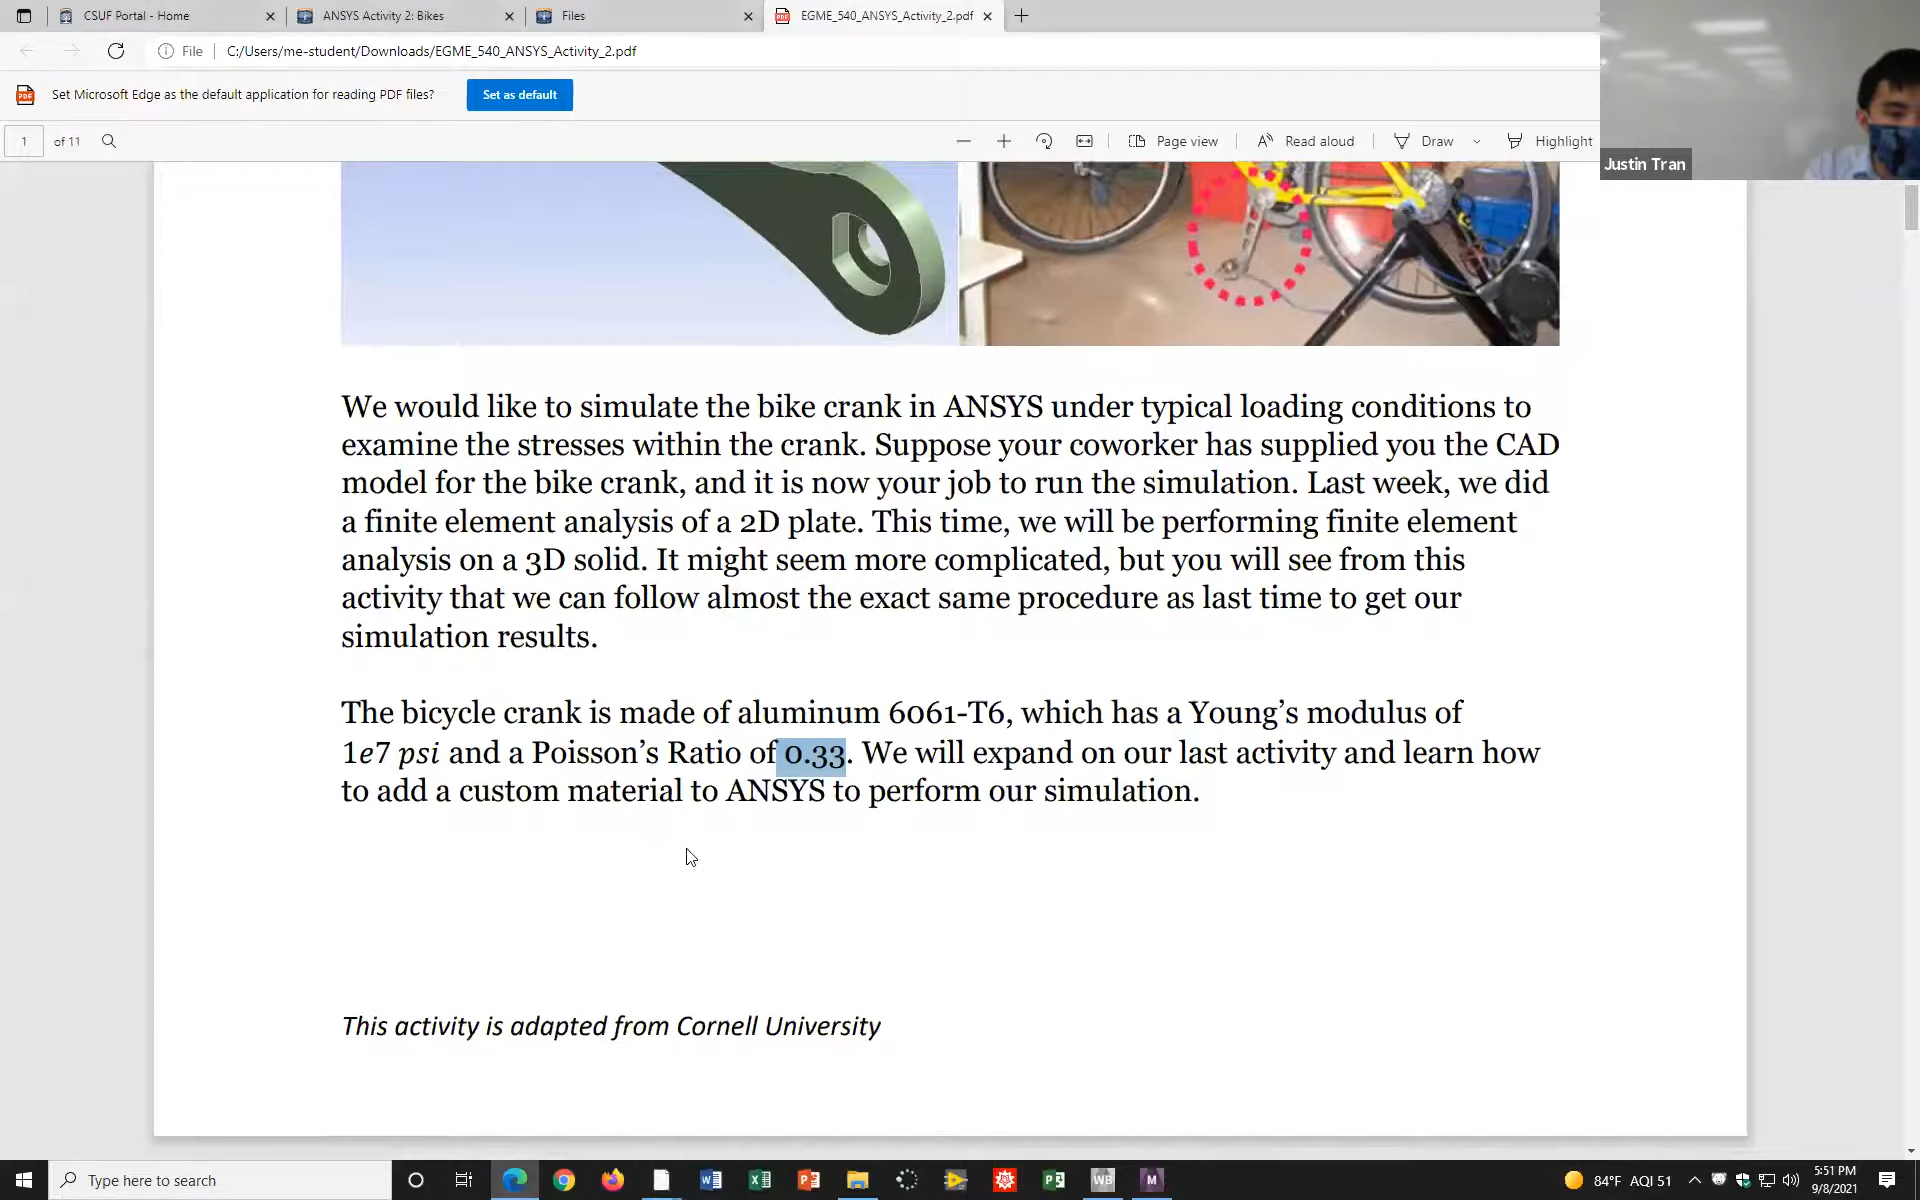 CSUF Portal - Home
ANSYS Activity 2: Bikes
Files
EGME_540_ANSYS_Activity_2.pdf
File
C:/Users/me-student/Downloads/EGME_540_ANSYS_Activity_2.pdf
Set Microsoft Edge as the default application for reading PDF files?
Set as default
1 of 11
Page view
Read aloud
Draw
Highlight
Justin Tran
We would like to simulate the bike crank in ANSYS under typical loading conditions to
examine the stresses within the crank. Suppose your coworker has supplied you the CAD
model for the bike crank, and it is now your job to run the simulation. Last week, we did
a finite element analysis of a 2D plate. This time, we will be performing finite element
analysis on a 3D solid. It might seem more complicated, but you will see from this
activity that we can follow almost the exact same procedure as last time to get our
simulation results.
The bicycle crank is made of aluminum 6061-T6, which has a Young’s modulus of
1e7 psi and a Poisson’s Ratio of 0.33. We will expand on our last activity and learn how
to add a custom material to ANSYS to perform our simulation.
This activity is adapted from Cornell University
Type here to search
WB
M
84°F AQI 51
5:51 PM
9/8/2021